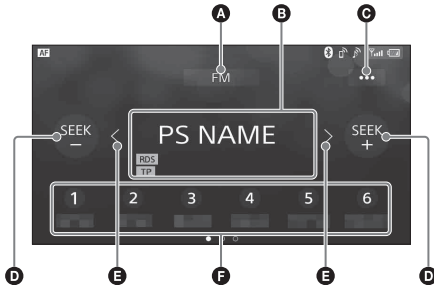 A B C
AF
FM
SEEK − < PS NAME > SEEK +
RDS
TP
1 2 3 4 5 6
D E F E D